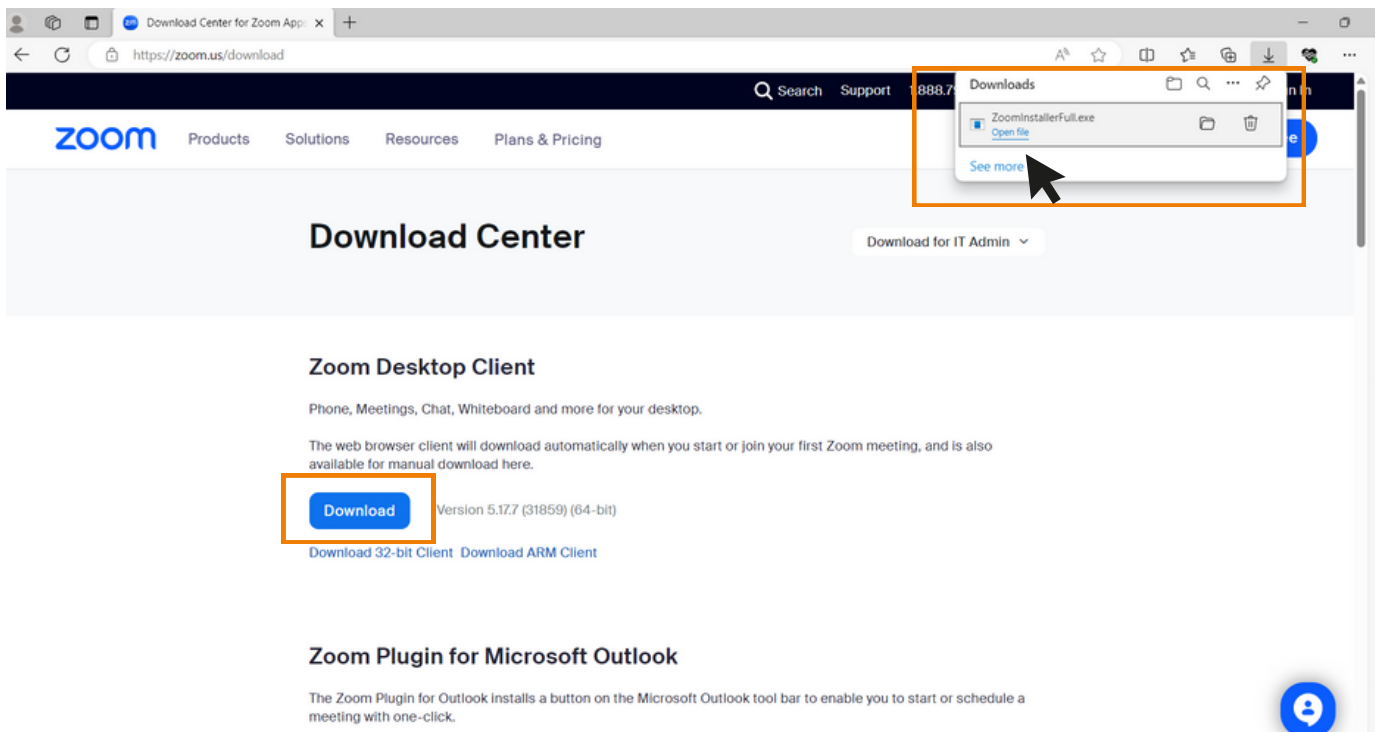 Download Center for Zoom App
https://zoom.us/download
Search Support 1.888.79
Downloads
ZoomInstallerFull.exe
Open file
See more
zoom Products Solutions Resources Plans & Pricing
Download Center
Download for IT Admin
Zoom Desktop Client
Phone, Meetings, Chat, Whiteboard and more for your desktop.
The web browser client will download automatically when you start or join your first Zoom meeting, and is also
available for manual download here.
Download Version 5.17.7 (31859) (64-bit)
Download 32-bit Client Download ARM Client
Zoom Plugin for Microsoft Outlook
The Zoom Plugin for Outlook installs a button on the Microsoft Outlook tool bar to enable you to start or schedule a
meeting with one-click.